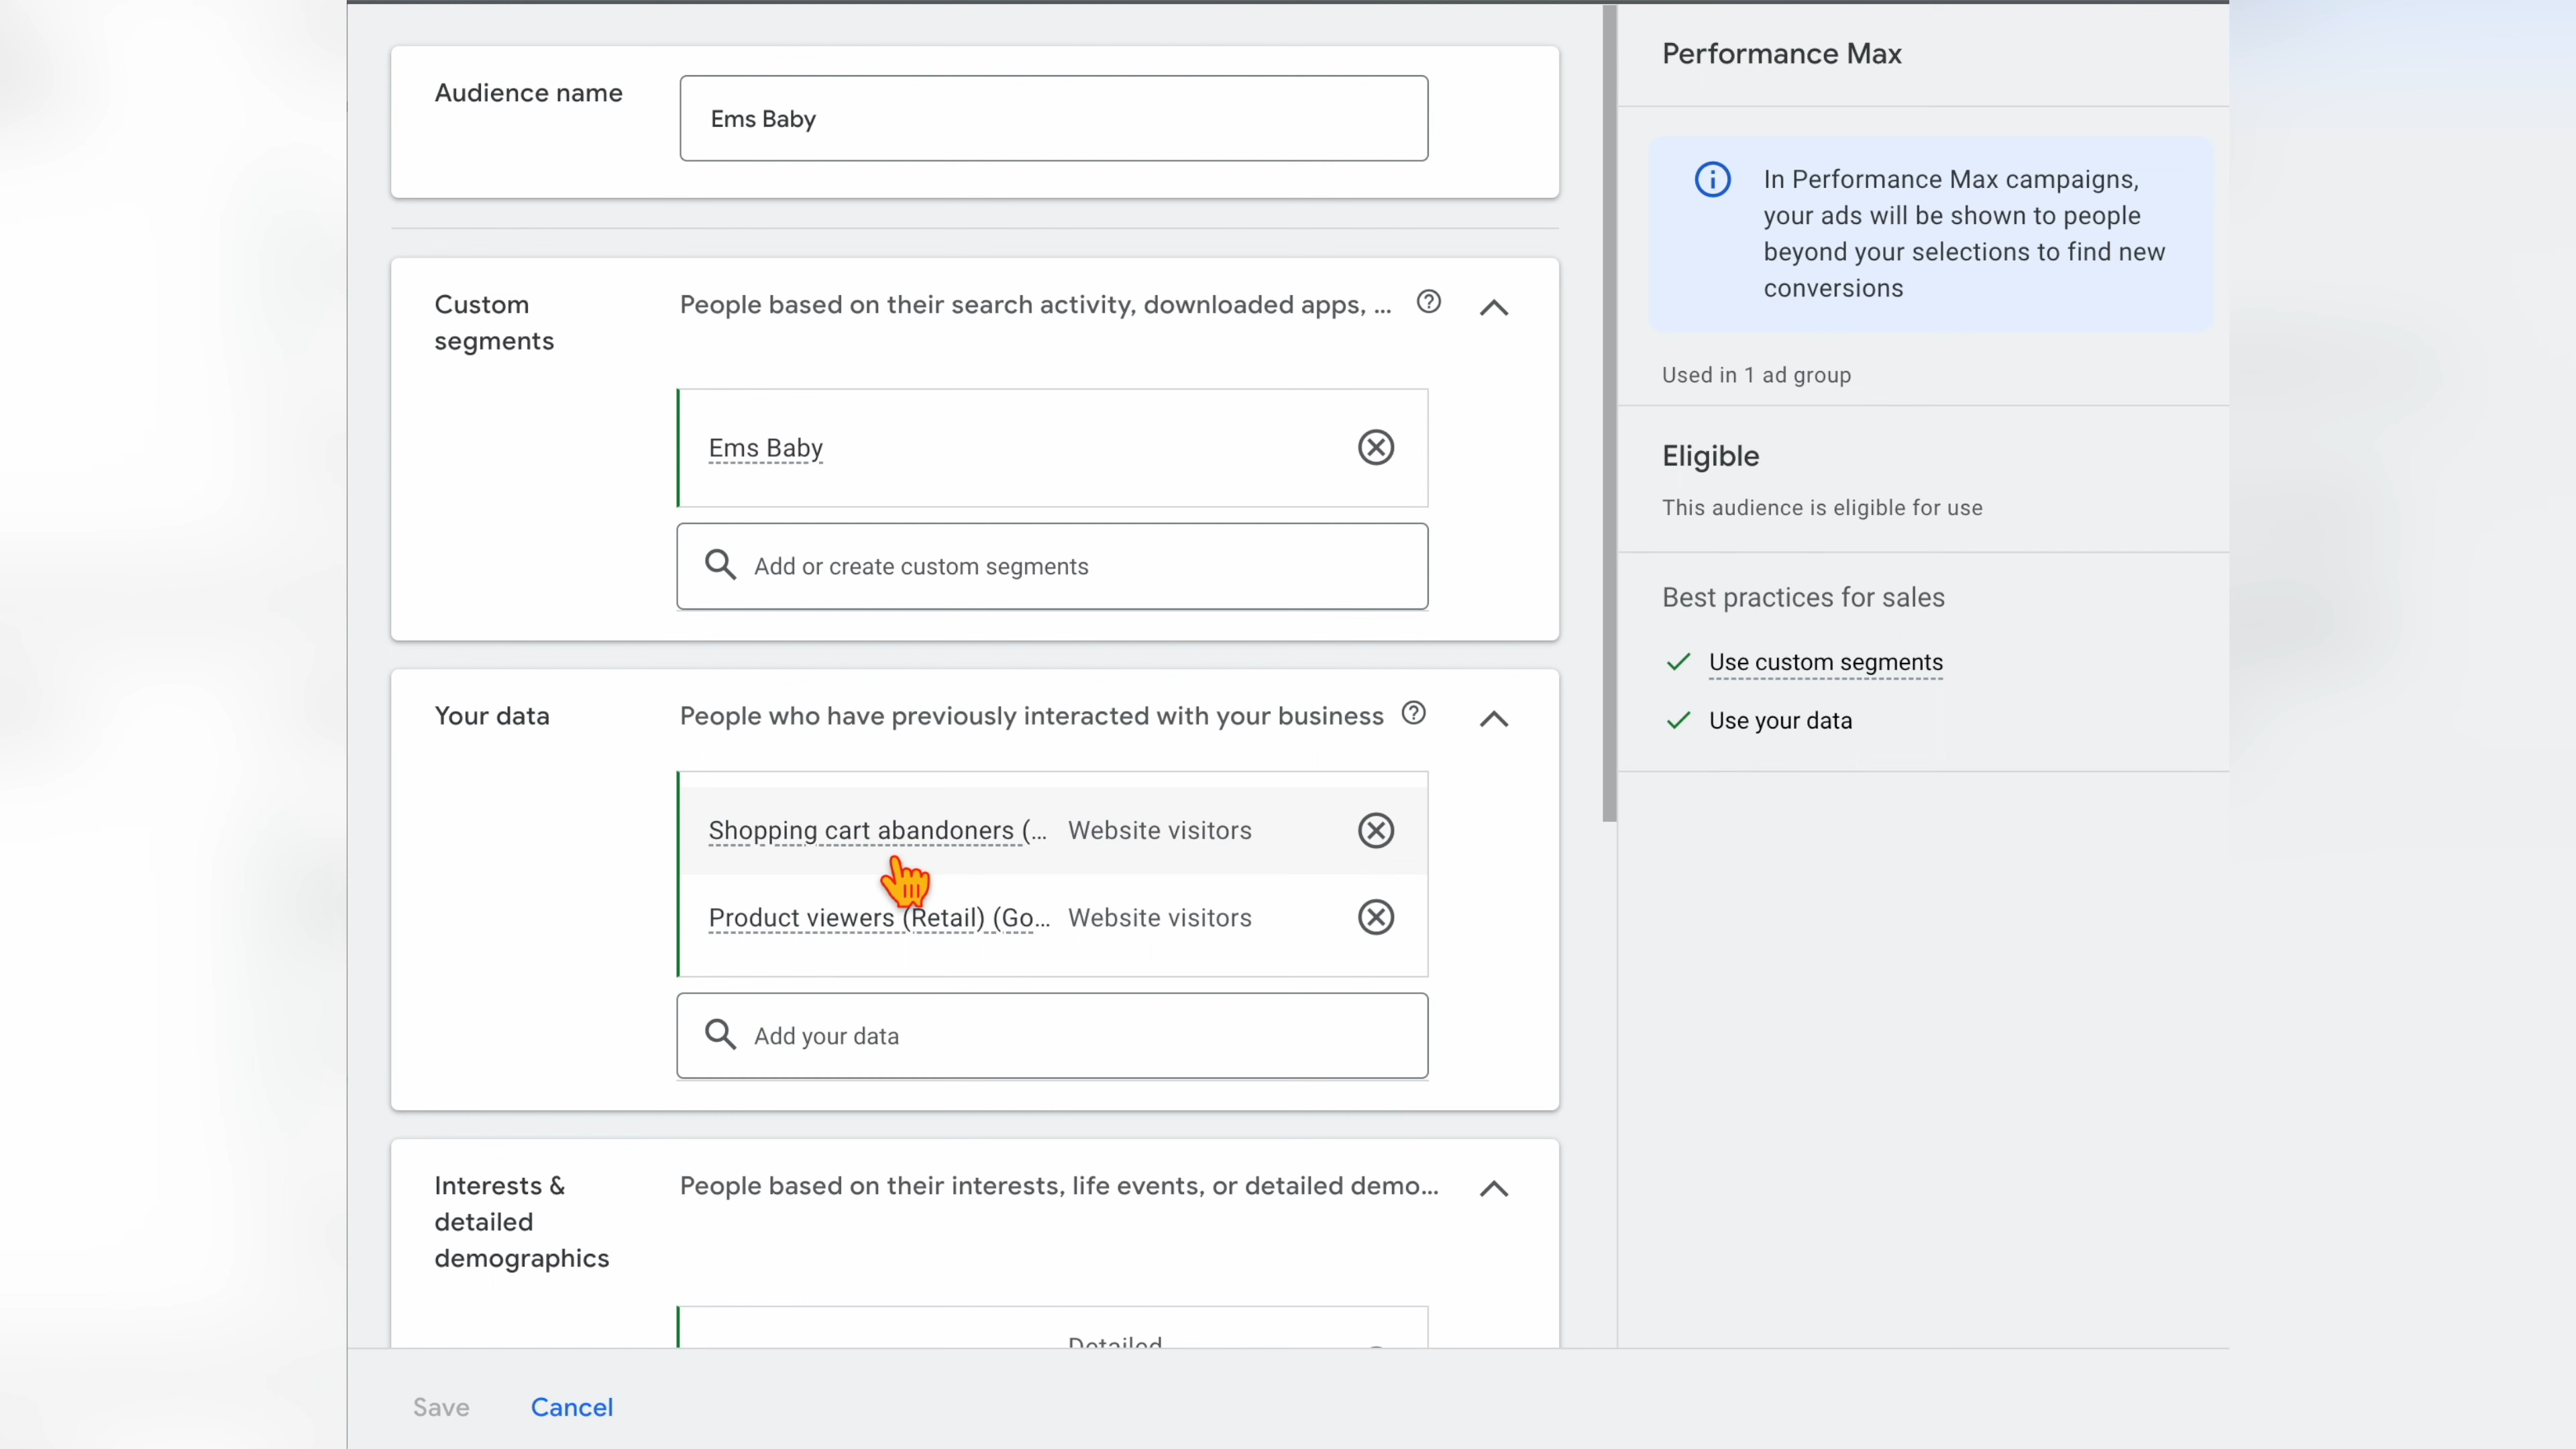 Audience name
Ems Baby
Custom
segments
People based on their search activity, downloaded apps, ...
Ems Baby
Add or create custom segments
Your data
People who have previously interacted with your business
Shopping cart abandoners (... Website visitors
Product viewers (Retail) (Go... Website visitors
Add your data
Interests &
detailed
demographics
People based on their interests, life events, or detailed demo...
Detailed
Save Cancel
Performance Max
In Performance Max campaigns,
your ads will be shown to people
beyond your selections to find new
conversions
Used in 1 ad group
Eligible
This audience is eligible for use
Best practices for sales
Use custom segments
Use your data